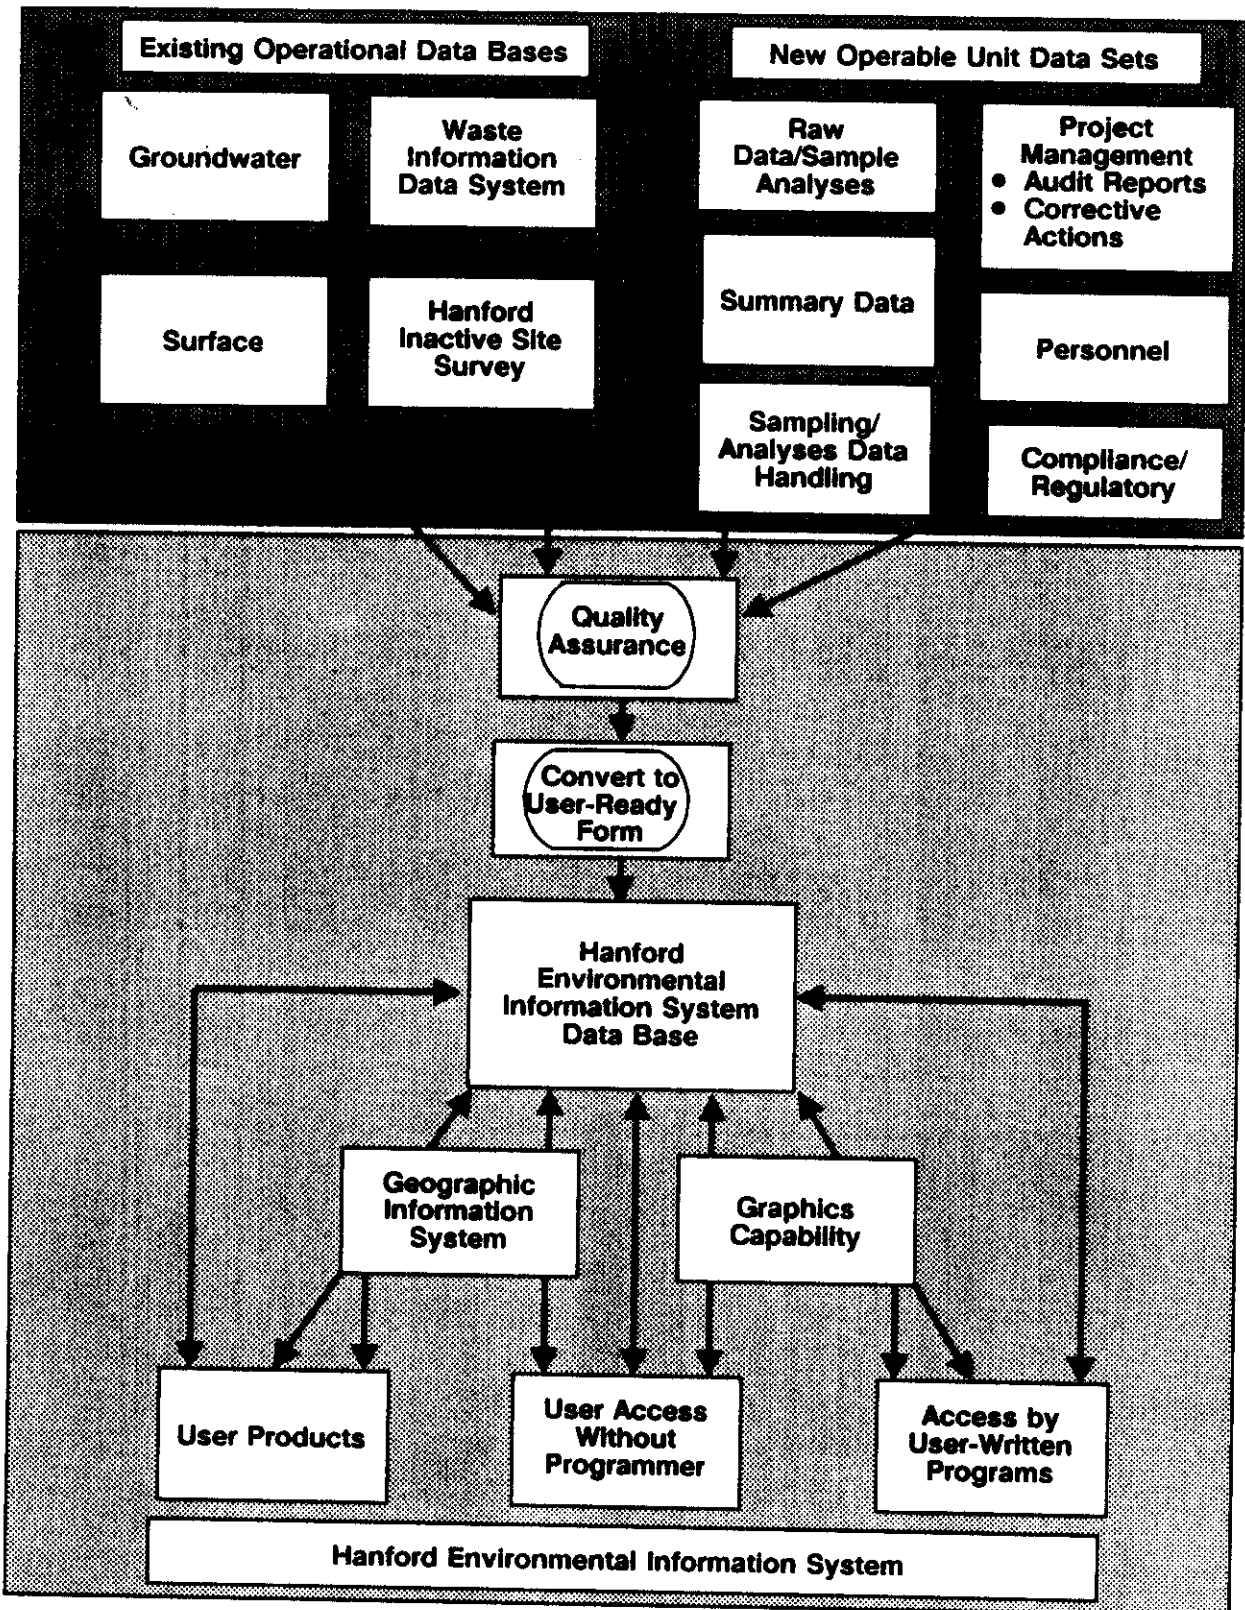 Existing Operational Data Bases
New Operable Unit Data Sets
Groundwater
Waste
Information
Data System
Raw
Data/Sample
Analyses
Project
Management
● Audit Reports
● Corrective
Actions
Surface
Hanford
Inactive Site
Survey
Summary Data
Personnel
Sampling/
Analyses Data
Handling
Compliance/
Regulatory
Quality
Assurance
Convert to
User-Ready
Form
Hanford
Environmental
Information System
Data Base
Geographic
Information
System
Graphics
Capability
User Products
User Access
Without
Programmer
Access by
User-Written
Programs
Hanford Environmental Information System